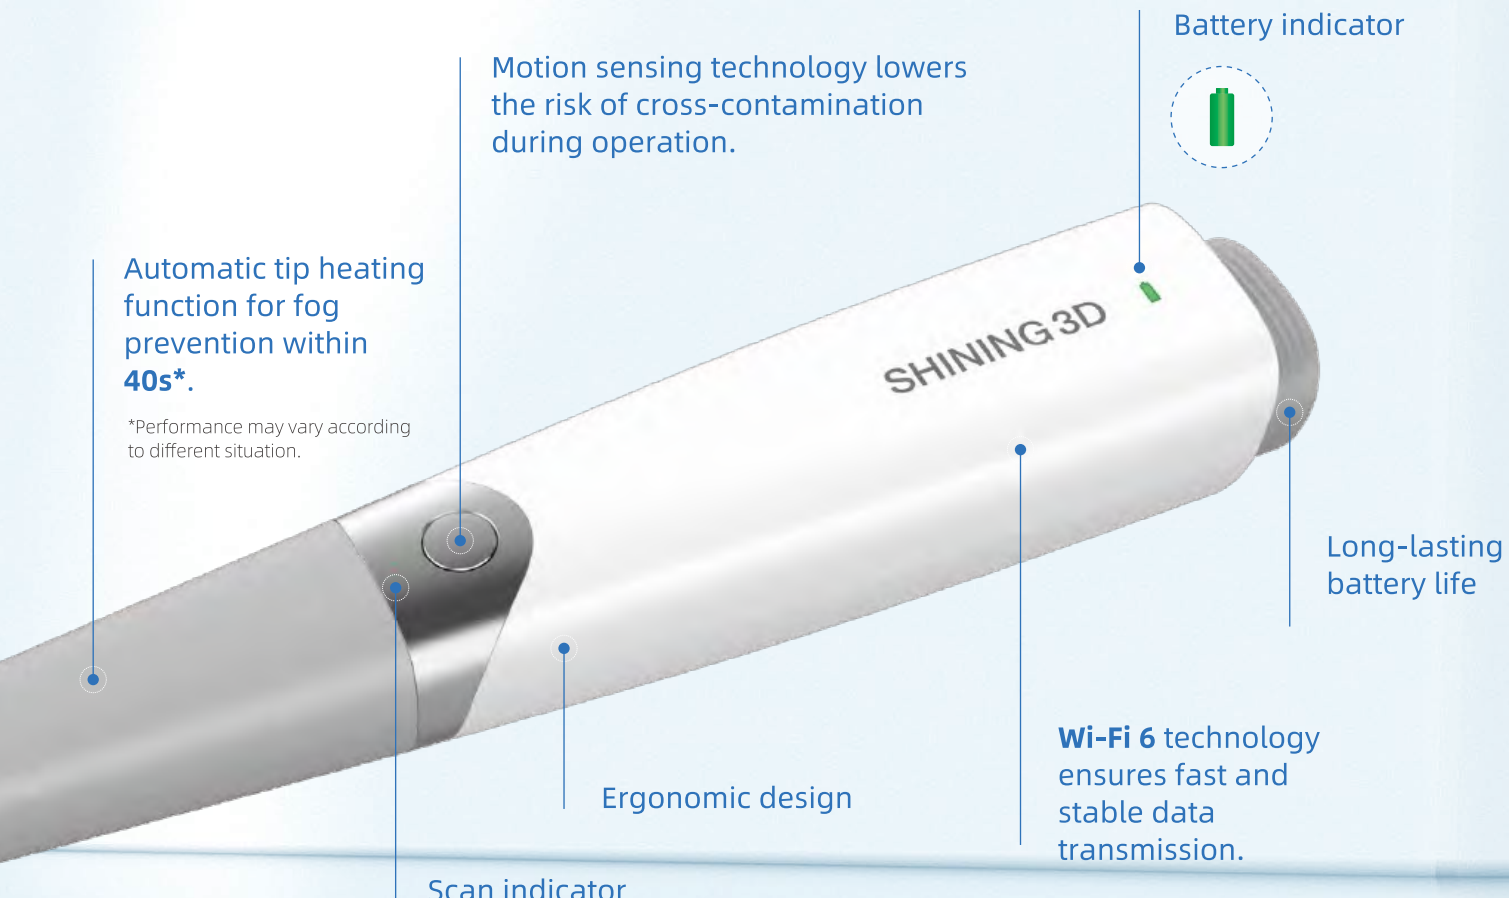 Battery indicator
Motion sensing technology lowers
the risk of cross-contamination
during operation.
Automatic tip heating
function for fog
prevention within
40s*.
*Performance may vary according
to different situation.
SHINING 3D
Long-lasting
battery life
Wi-Fi 6 technology
ensures fast and
stable data
transmission.
Ergonomic design
Scan indicator